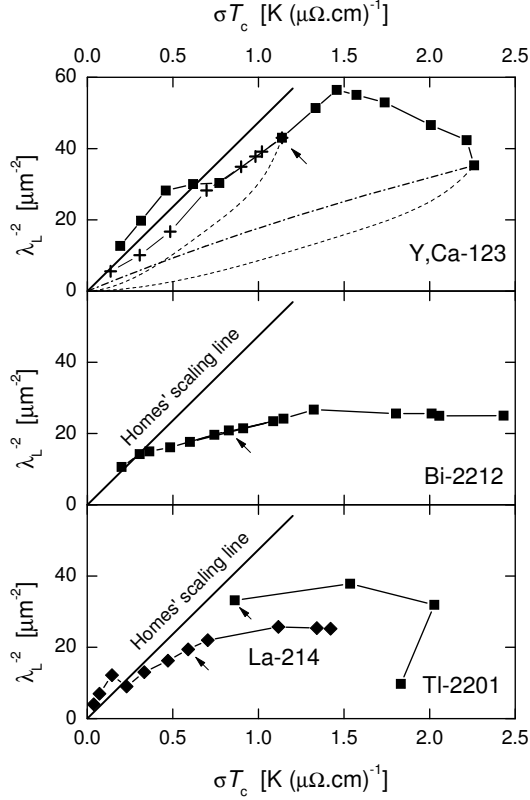 σT_c [K (μΩ.cm)⁻¹]
0.0 0.5 1.0 1.5 2.0 2.5
60
40
20
0
λ_L⁻² [μm⁻²]
Y,Ca-123
40
20
0
λ_L⁻² [μm⁻²]
Homes' scaling line
Bi-2212
40
20
0
λ_L⁻² [μm⁻²]
Homes' scaling line
La-214
Tl-2201
0.0 0.5 1.0 1.5 2.0 2.5
σT_c [K (μΩ.cm)⁻¹]